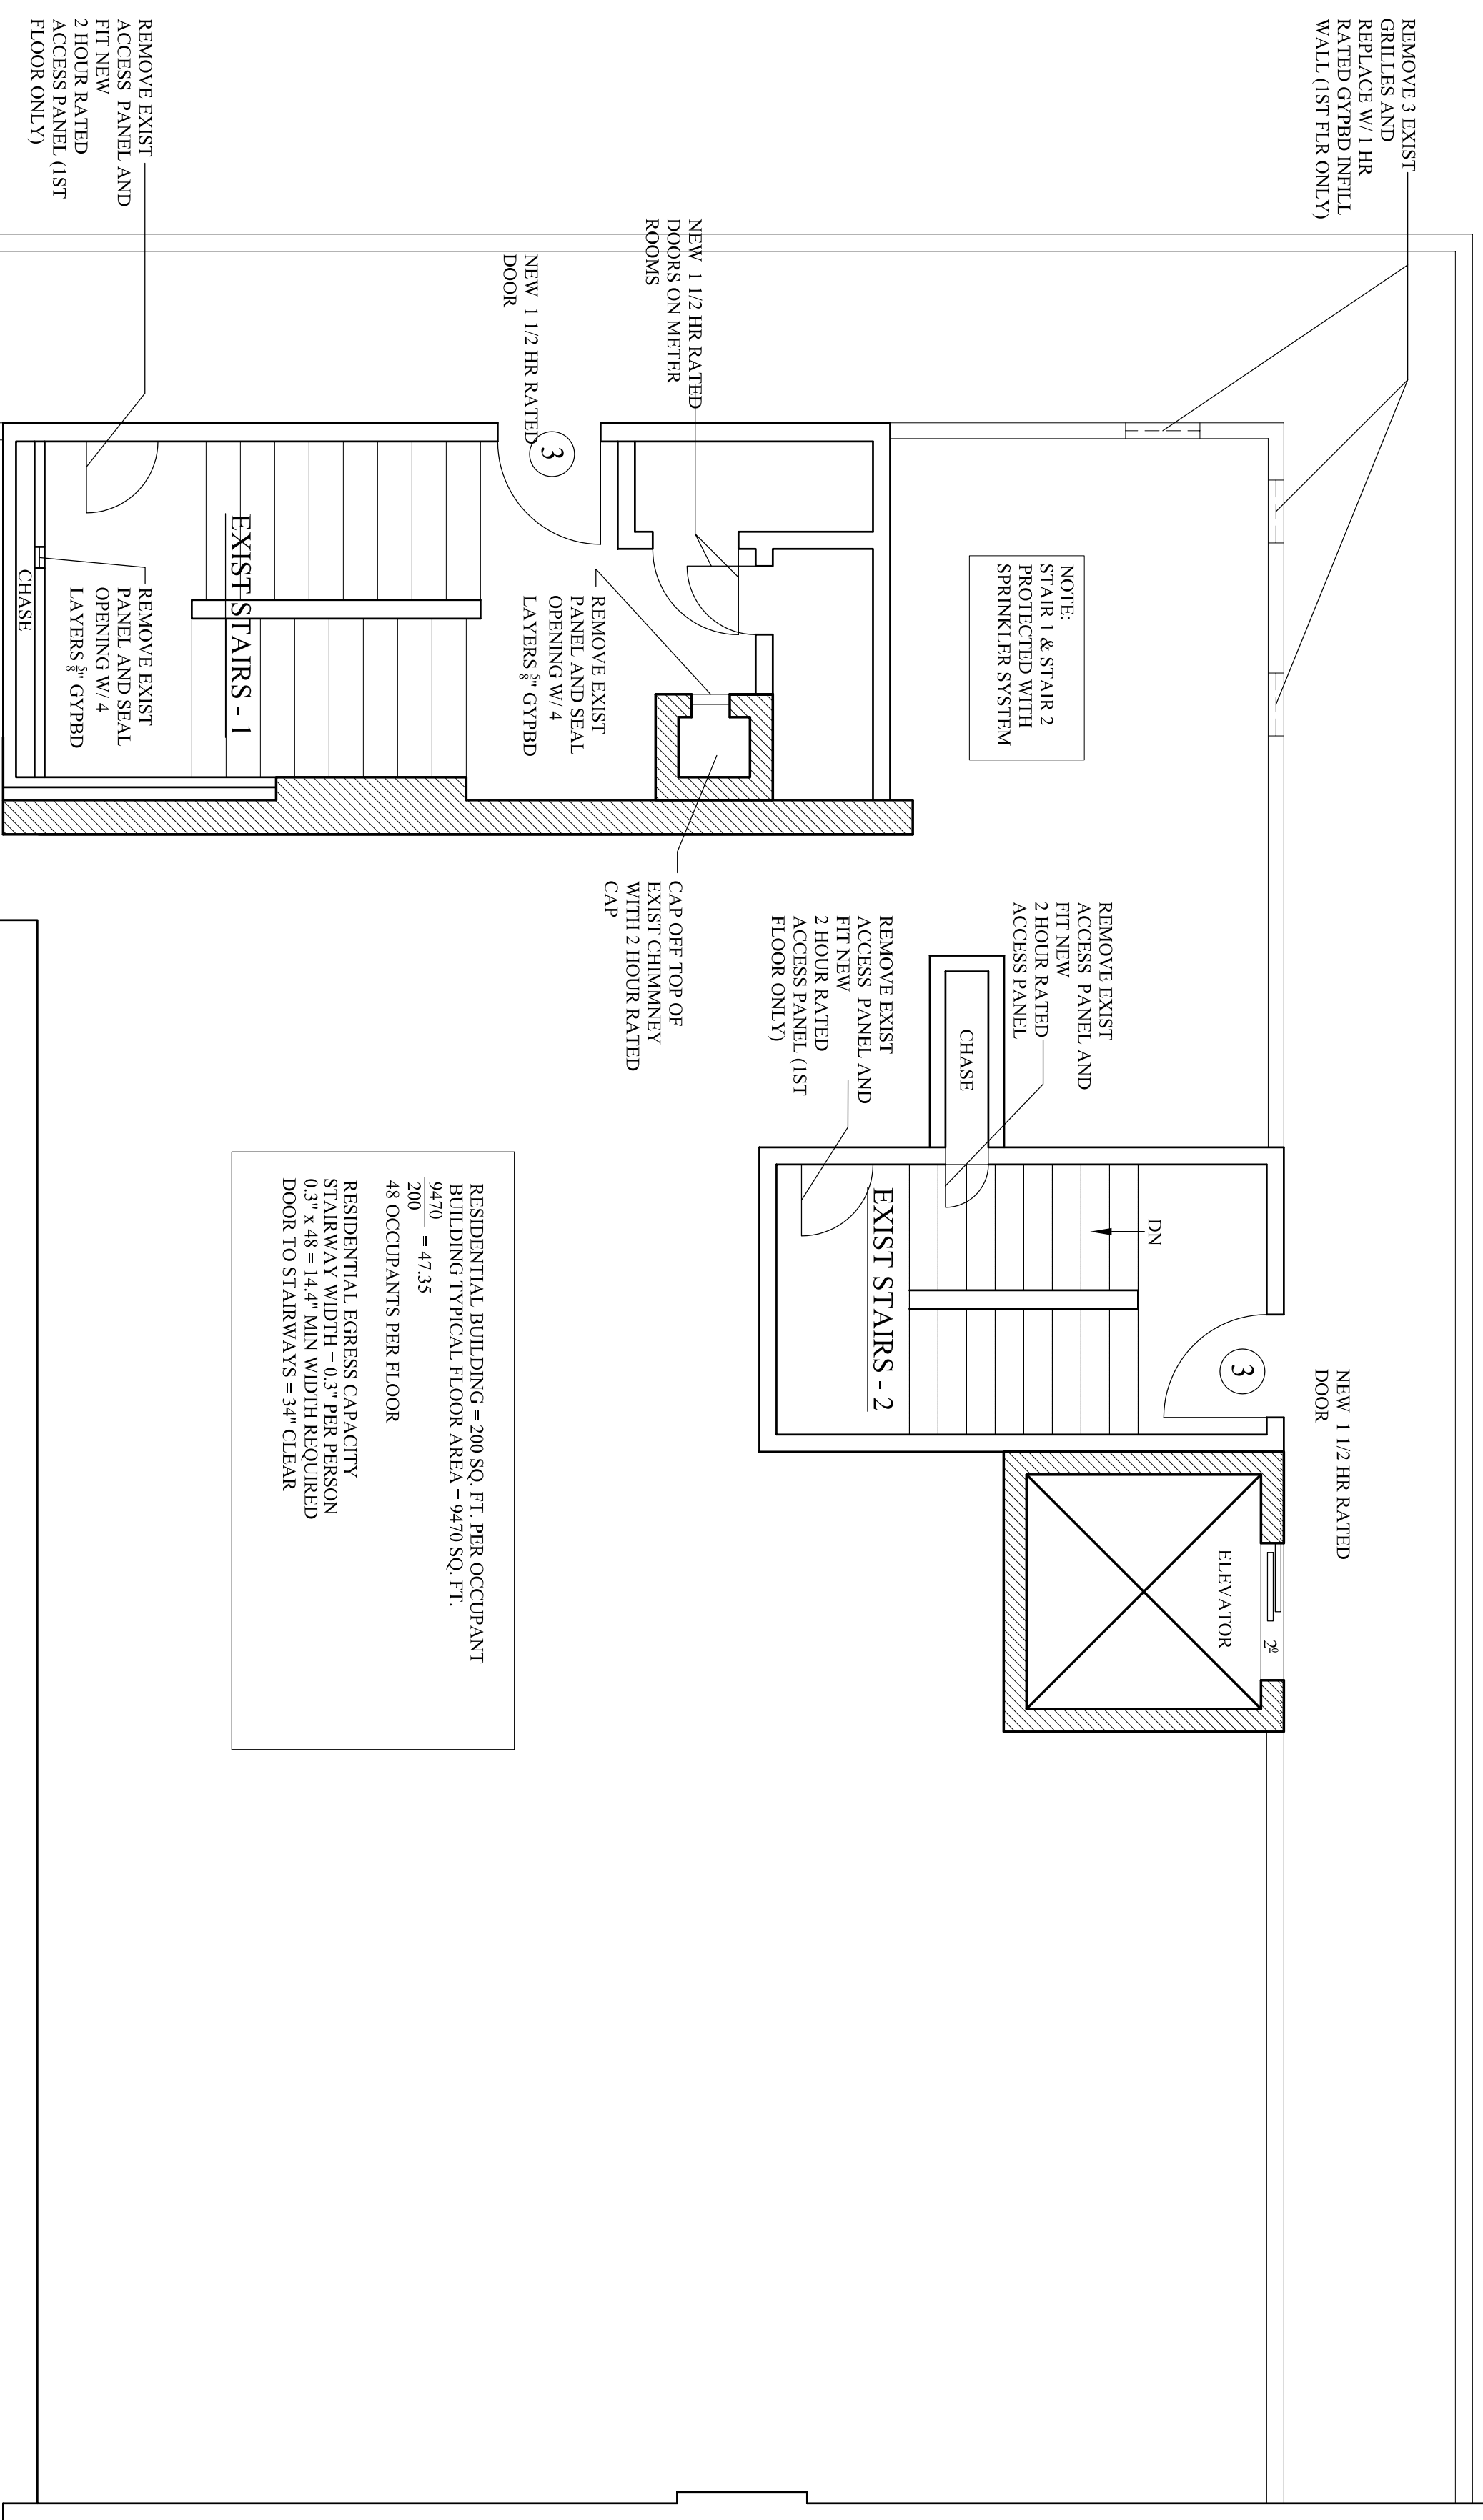 REMOVE 3 EXIST
GRILLES AND
REPLACE W/ 1 HR
RATED GYPBD INFILL
WALL (1ST FLR ONLY)
NEW 1 1/2 HR RATED
DOOR
2º
ELEVATOR
3
DN
REMOVE EXIST
ACCESS PANEL AND
FIT NEW
2 HOUR RATED
ACCESS PANEL
NOTE:
STAIR 1 & STAIR 2
PROTECTED WITH
SPRINKLER SYSTEM
CHASE
EXIST STAIRS - 2
REMOVE EXIST
ACCESS PANEL AND
FIT NEW
2 HOUR RATED
ACCESS PANEL (1ST
FLOOR ONLY)
NEW 1 1/2 HR RATED
DOORS ON METER
ROOMS
CAP OFF TOP OF
EXIST CHIMMNEY
WITH 2 HOUR RATED
CAP
REMOVE EXIST
PANEL AND SEAL
OPENING W/ 4
LAYERS 5/8" GYPBD
NEW 1 1/2 HR RATED
DOOR
3
RESIDENTIAL BUILDING = 200 SQ. FT. PER OCCUPANT
BUILDING TYPICAL FLOOR AREA = 9470 SQ. FT.
9470
200 = 47.35
48 OCCUPANTS PER FLOOR
RESIDENTIAL EGRESS CAPACITY
STAIRWAY WIDTH = 0.3" PER PERSON
0.3" x 48 = 14.4" MIN WIDTH REQUIRED
DOOR TO STAIRWAYS = 34" CLEAR
EXIST STAIRS - 1
REMOVE EXIST
ACCESS PANEL AND
FIT NEW
2 HOUR RATED
ACCESS PANEL (1ST
FLOOR ONLY)
REMOVE EXIST
PANEL AND SEAL
OPENING W/ 4
LAYERS 5/8" GYPBD
CHASE